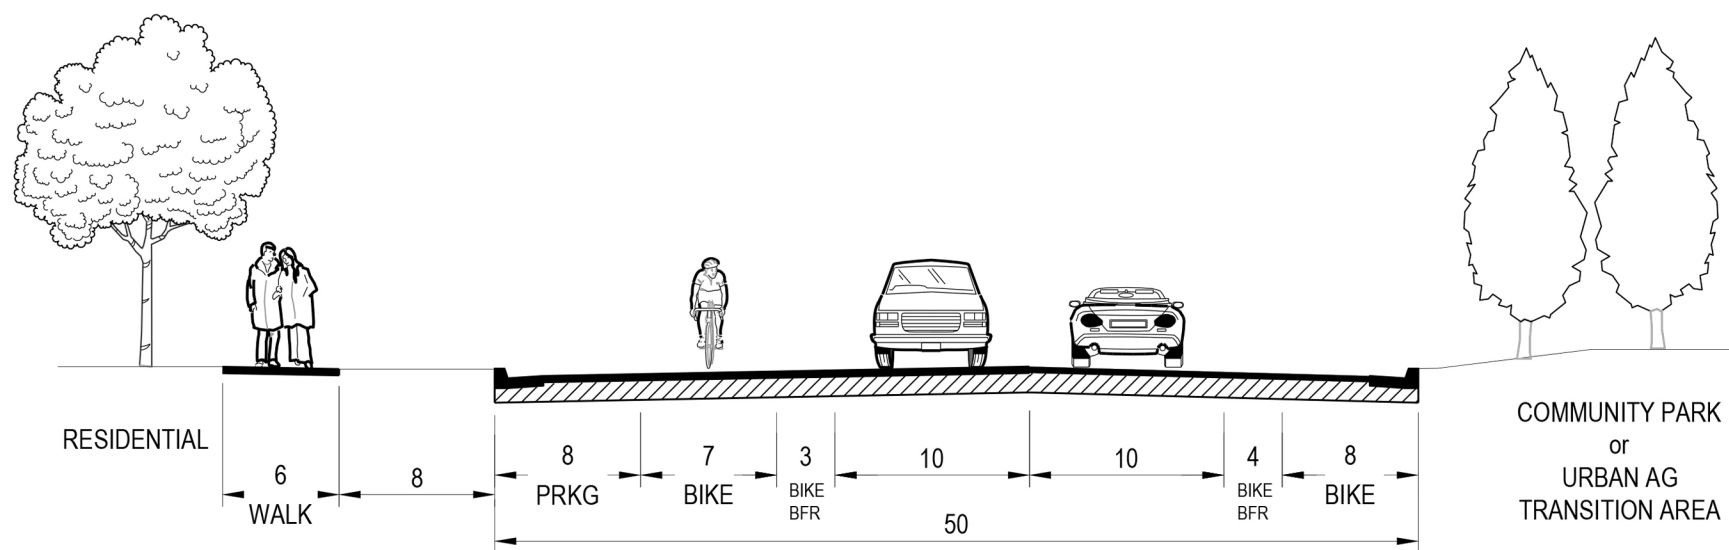 RESIDENTIAL
6
WALK
8
8
PRKG
7
BIKE
3
BIKE
BFR
10
10
4
BIKE
BFR
8
BIKE
50
COMMUNITY PARK
or
URBAN AG
TRANSITION AREA